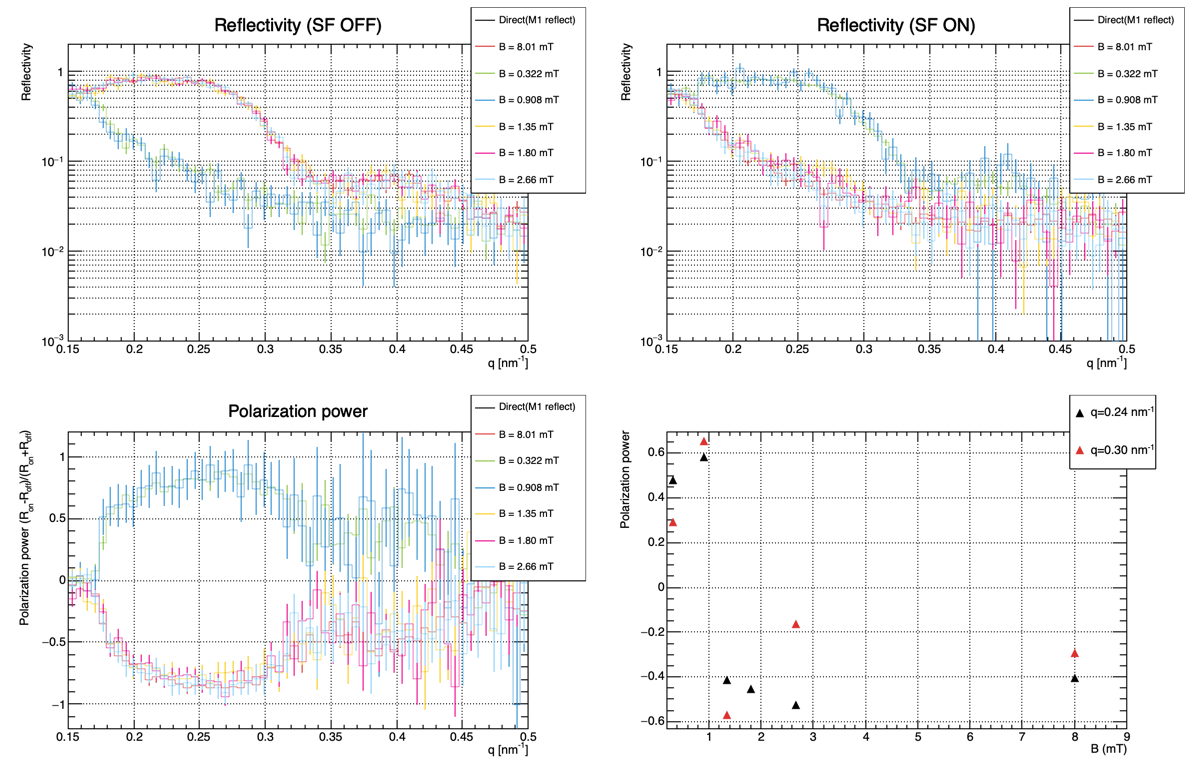 Reflectivity (SF OFF)
Reflectivity
Direct(M1 reflect)
B = 8.01 mT
B = 0.322 mT
B = 0.908 mT
B = 1.35 mT
B = 1.80 mT
B = 2.66 mT
1
10⁻¹
10⁻²
10⁻³
0.15 0.2 0.25 0.3 0.35 0.4 0.45 0.5
q [nm⁻¹]
Reflectivity (SF ON)
Reflectivity
Direct(M1 reflect)
B = 8.01 mT
B = 0.322 mT
B = 0.908 mT
B = 1.35 mT
B = 1.80 mT
B = 2.66 mT
1
10⁻¹
10⁻²
10⁻³
0.15 0.2 0.25 0.3 0.35 0.4 0.45 0.5
q [nm⁻¹]
Polarization power
Polarization power (R_on-R_off)/(R_on+R_off)
Direct(M1 reflect)
B = 8.01 mT
B = 0.322 mT
B = 0.908 mT
B = 1.35 mT
B = 1.80 mT
B = 2.66 mT
1
0.5
0
−0.5
−1
0.15 0.2 0.25 0.3 0.35 0.4 0.45 0.5
q [nm⁻¹]
Polarization power
q=0.24 nm⁻¹
q=0.30 nm⁻¹
0.6
0.4
0.2
0
−0.2
−0.4
−0.6
1 2 3 4 5 6 7 8 9
B (mT)